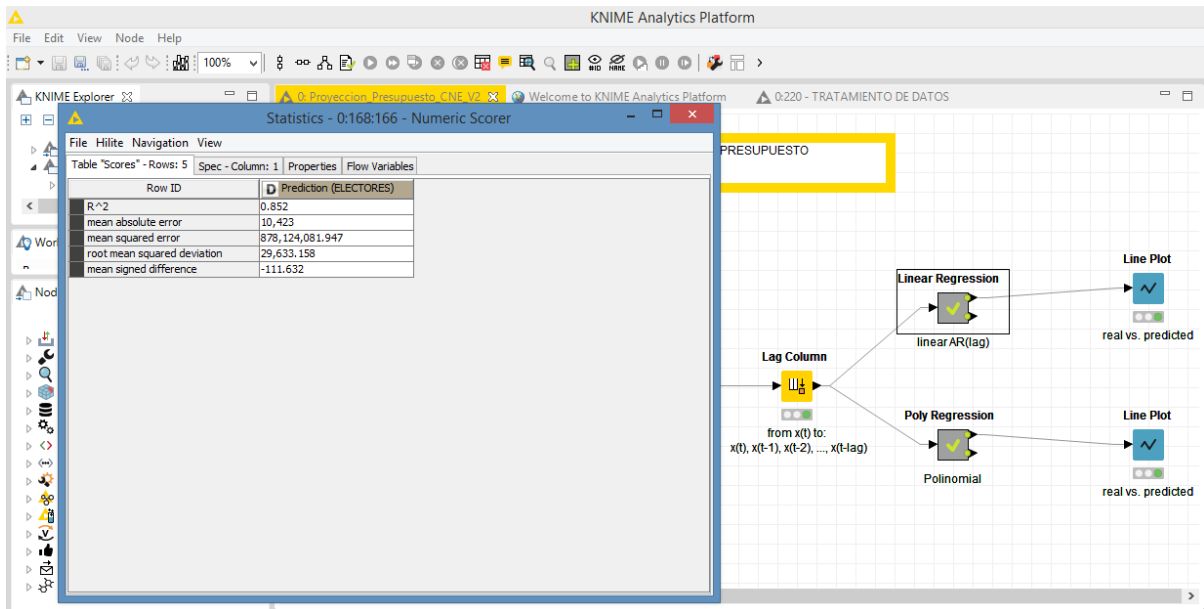 KNIME Analytics Platform
File Edit View Node Help
100%
KNIME Explorer
0: Proyeccion_Presupuesto_CNE_V2
Welcome to KNIME Analytics Platform
0:220 - TRATAMIENTO DE DATOS
Statistics - 0:168:166 - Numeric Scorer
File Hilite Navigation View
Table "Scores" - Rows: 5 Spec - Column: 1 Properties Flow Variables
Row ID D Prediction (ELECTORES)
R^2 0.852
mean absolute error 10,423
mean squared error 878,124,081.947
root mean squared deviation 29,633.158
mean signed difference -111.632
Wor
Nod
PRESUPUESTO
Linear Regression
linear AR(lag)
Line Plot
real vs. predicted
Lag Column
from x(t) to:
x(t), x(t-1), x(t-2), ..., x(t-lag)
Poly Regression
Polinomial
Line Plot
real vs. predicted